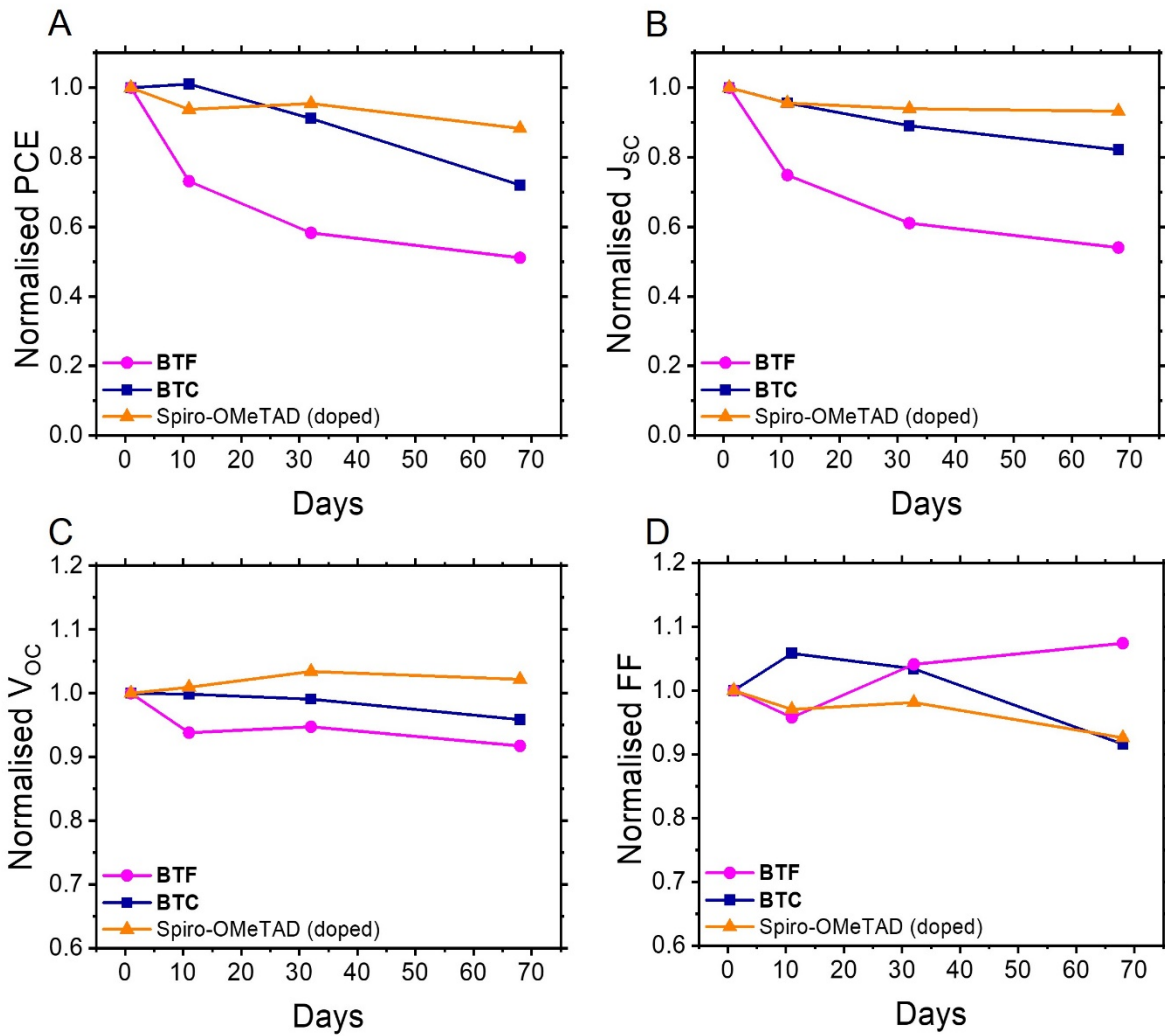 A
Normalised PCE
1.0
0.8
0.6
0.4
0.2
0.0
BTF
BTC
Spiro-OMeTAD (doped)
0 10 20 30 40 50 60 70
Days
B
Normalised J_SC
1.0
0.8
0.6
0.4
0.2
0.0
BTF
BTC
Spiro-OMeTAD (doped)
0 10 20 30 40 50 60 70
Days
C
Normalised V_OC
1.2
1.1
1.0
0.9
0.8
0.7
0.6
BTF
BTC
Spiro-OMeTAD (doped)
0 10 20 30 40 50 60 70
Days
D
Normalised FF
1.2
1.1
1.0
0.9
0.8
0.7
0.6
BTF
BTC
Spiro-OMeTAD (doped)
0 10 20 30 40 50 60 70
Days